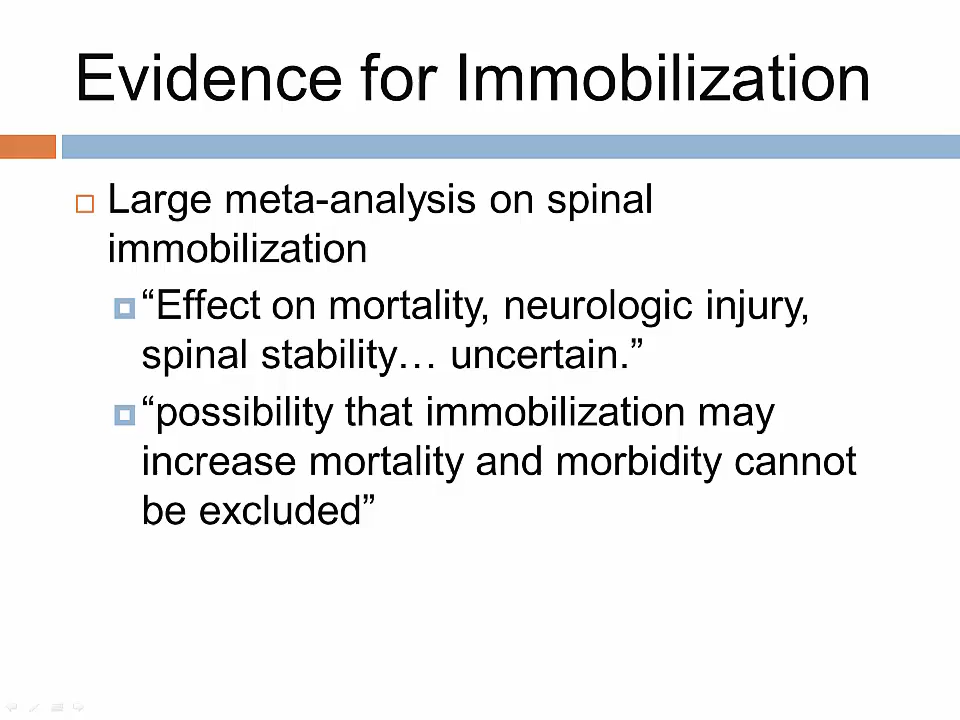 Evidence for Immobilization
Large meta-analysis on spinal
immobilization
“Effect on mortality, neurologic injury,
spinal stability… uncertain.”
“possibility that immobilization may
increase mortality and morbidity cannot
be excluded”